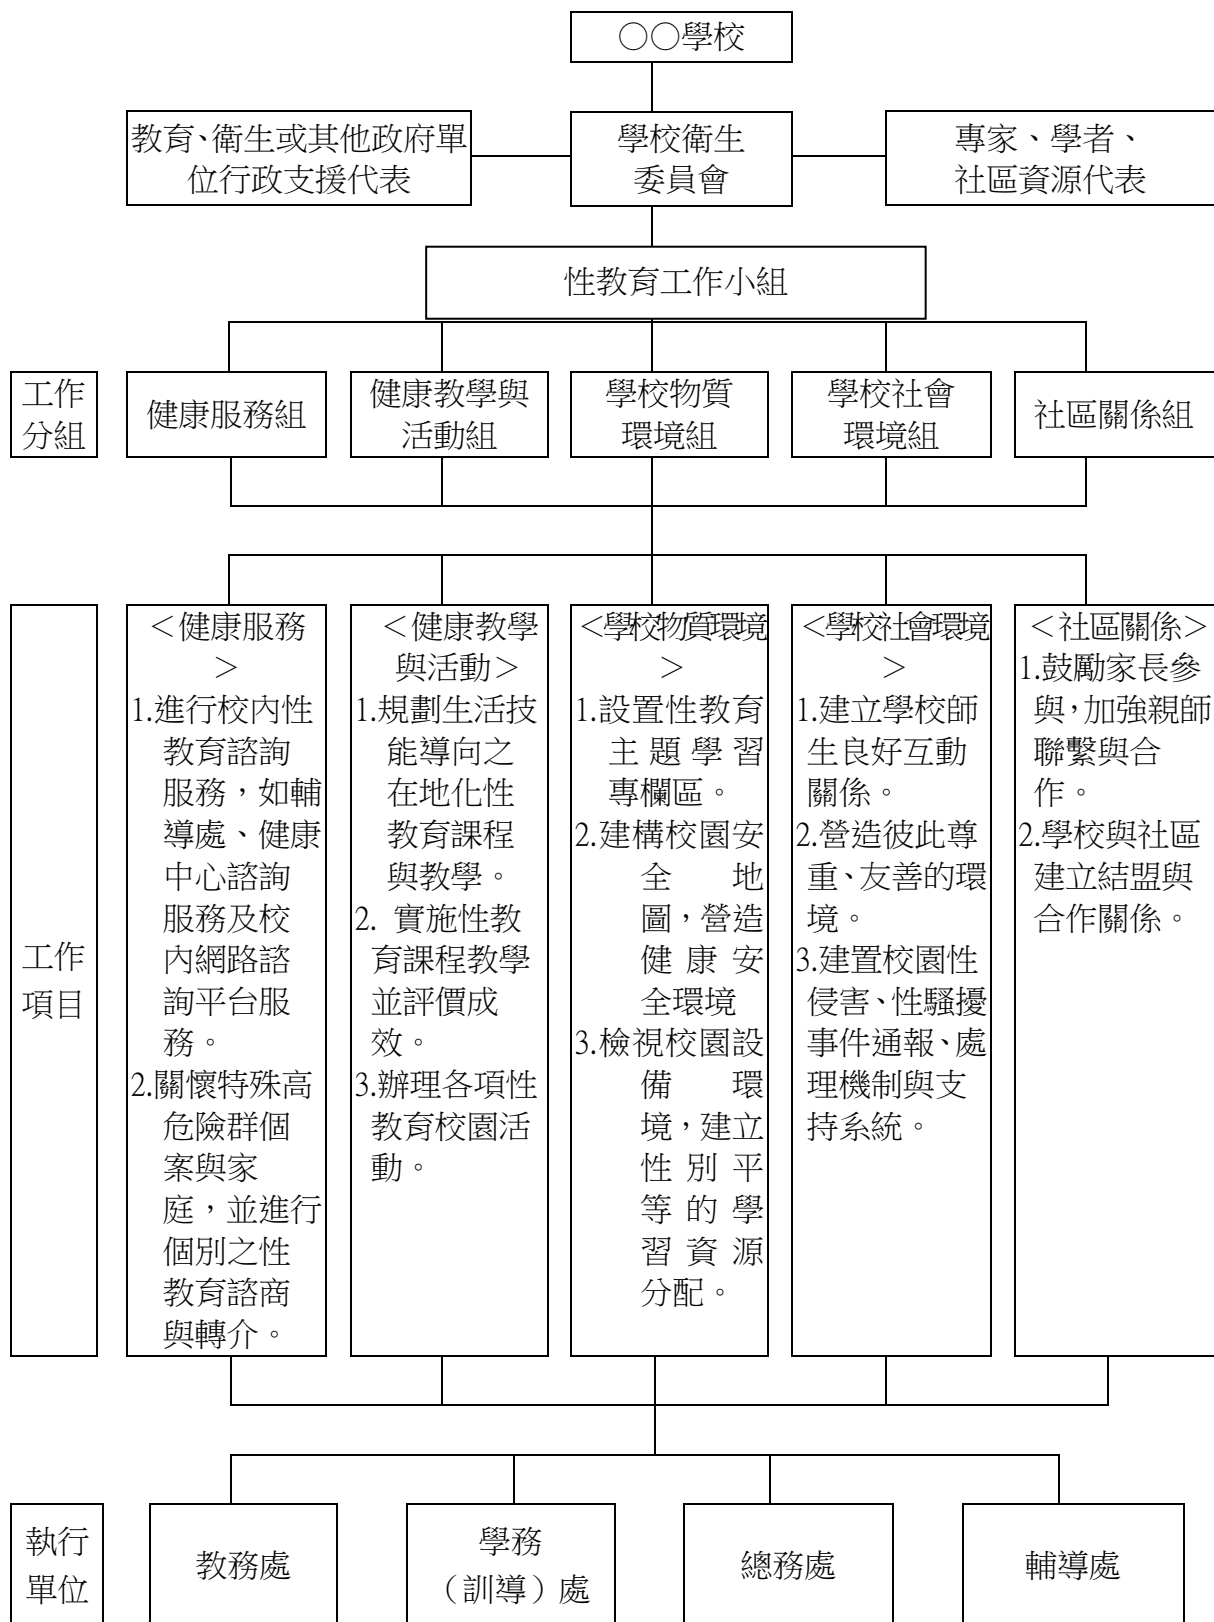 ○○學校
教育、衛生或其他政府單
位行政支援代表
學校衛生
委員會
專家、學者、
社區資源代表
性教育工作小組
工作
分組
健康服務組
健康教學與
活動組
學校物質
環境組
學校社會
環境組
社區關係組
工作
項目
＜健康服務
＞
1.進行校內性
教育諮詢
服務，如輔
導處、健康
中心諮詢
服務及校
內網路諮
詢平台服
務。
2.關懷特殊高
危險群個
案與家
庭，並進行
個別之性
教育諮商
與轉介。
＜健康教學
與活動＞
1.規劃生活技
能導向之
在地化性
教育課程
與教學。
2. 實施性教
育課程教學
並評價成
效。
3.辦理各項性
教育校園活
動。
＜學校物質環境
＞
1.設置性教育
主題學習
專欄區。
2.建構校園安
全地
圖，營造
健康安
全環境
3.檢視校園設
備環
境，建立
性別平
等的學
習資源
分配。
＜學校社會環境
＞
1.建立學校師
生良好互動
關係。
2.營造彼此尊
重、友善的環
境。
3.建置校園性
侵害、性騷擾
事件通報、處
理機制與支
持系統。
＜社區關係＞
1.鼓勵家長參
與，加強親師
聯繫與合
作。
2.學校與社區
建立結盟與
合作關係。
執行
單位
教務處
學務
（訓導）處
總務處
輔導處